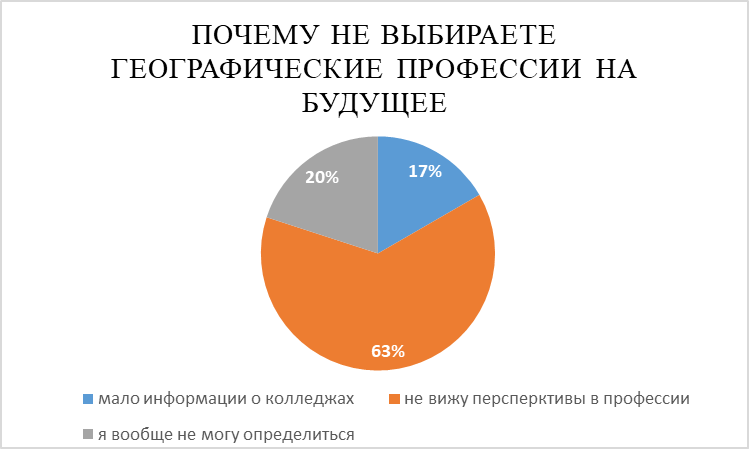 ПОЧЕМУ НЕ ВЫБИРАЕТЕ
ГЕОГРАФИЧЕСКИЕ ПРОФЕССИИ НА
БУДУЩЕЕ
17%
20%
63%
мало информации о колледжах
не вижу персперктивы в профессии
я вообще не могу определиться